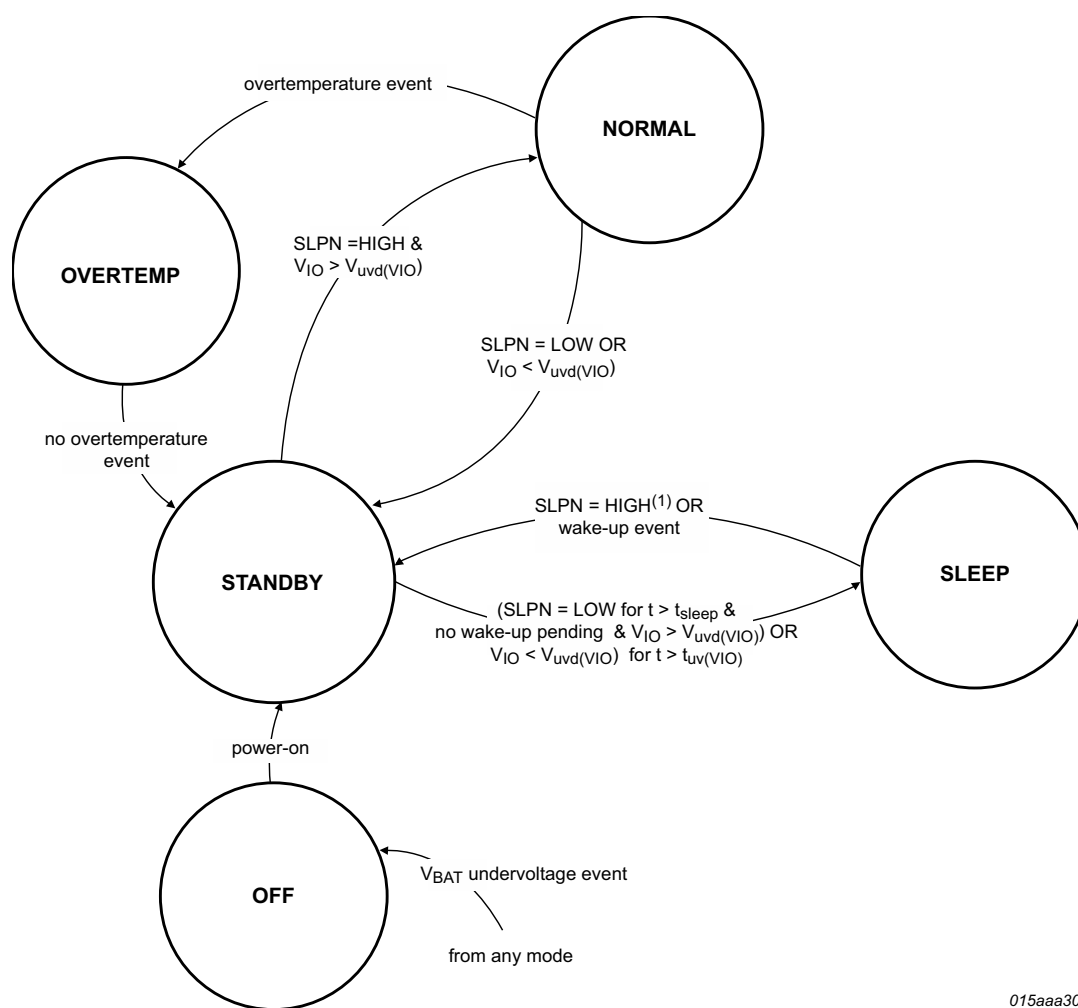 overtemperature event
NORMAL
SLPN =HIGH &
VIO > Vuvd(VIO)
OVERTEMP
SLPN = LOW OR
VIO < Vuvd(VIO)
no overtemperature
event
SLPN = HIGH(1) OR
wake-up event
STANDBY
SLEEP
(SLPN = LOW for t > tsleep &
no wake-up pending & VIO > Vuvd(VIO)) OR
VIO < Vuvd(VIO) for t > tuv(VIO)
power-on
VBAT undervoltage event
OFF
from any mode
015aaa30